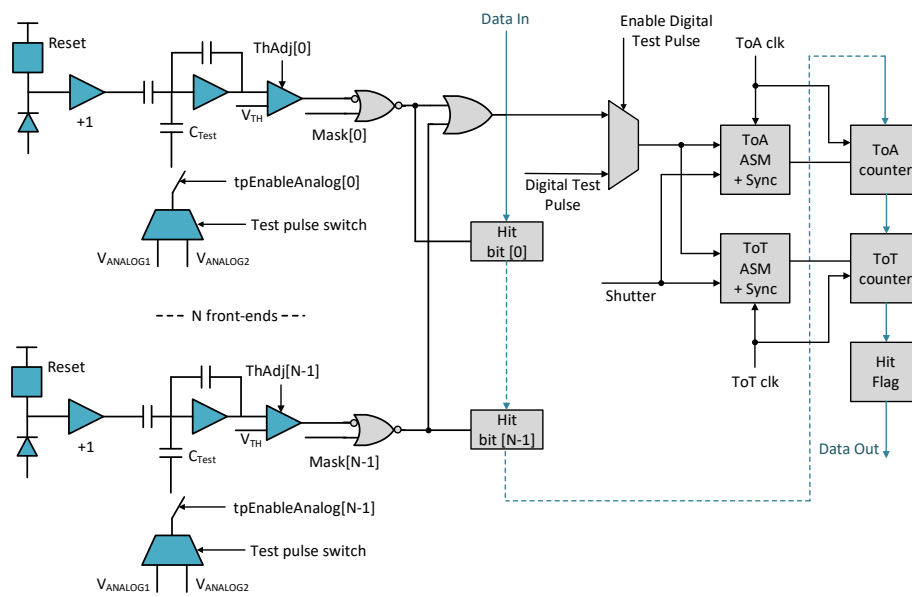 Reset
+1
C_Test
ThAdj[0]
V_TH
Mask[0]
tpEnableAnalog[0]
Test pulse switch
V_ANALOG1
V_ANALOG2
N front-ends
Reset
+1
C_Test
ThAdj[N-1]
V_TH
Mask[N-1]
tpEnableAnalog[N-1]
Test pulse switch
V_ANALOG1
V_ANALOG2
Data In
Hit
bit [0]
Hit
bit [N-1]
Enable Digital
Test Pulse
Digital Test
Pulse
Shutter
ToA clk
ToA
ASM
+ Sync
ToA
counter
ToT
ASM
+ Sync
ToT
counter
ToT clk
Hit
Flag
Data Out